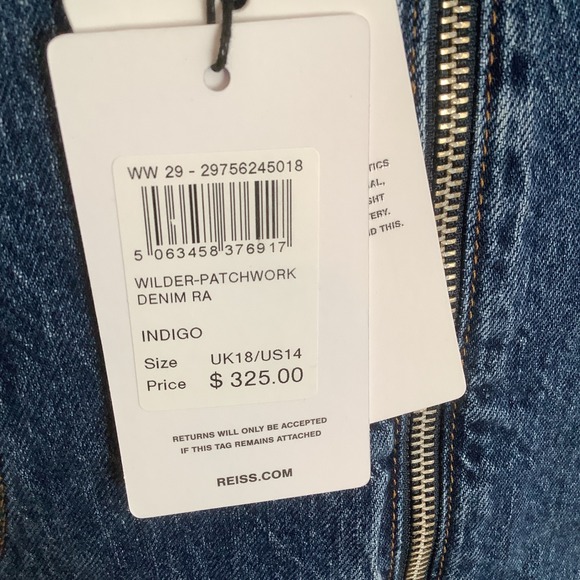 WW 29 - 29756245018
5 063458 376917
WILDER-PATCHWORK
DENIM RA
INDIGO
Size UK18/US14
Price $ 325.00
RETURNS WILL ONLY BE ACCEPTED
IF THIS TAG REMAINS ATTACHED
REISS.COM
THIS.